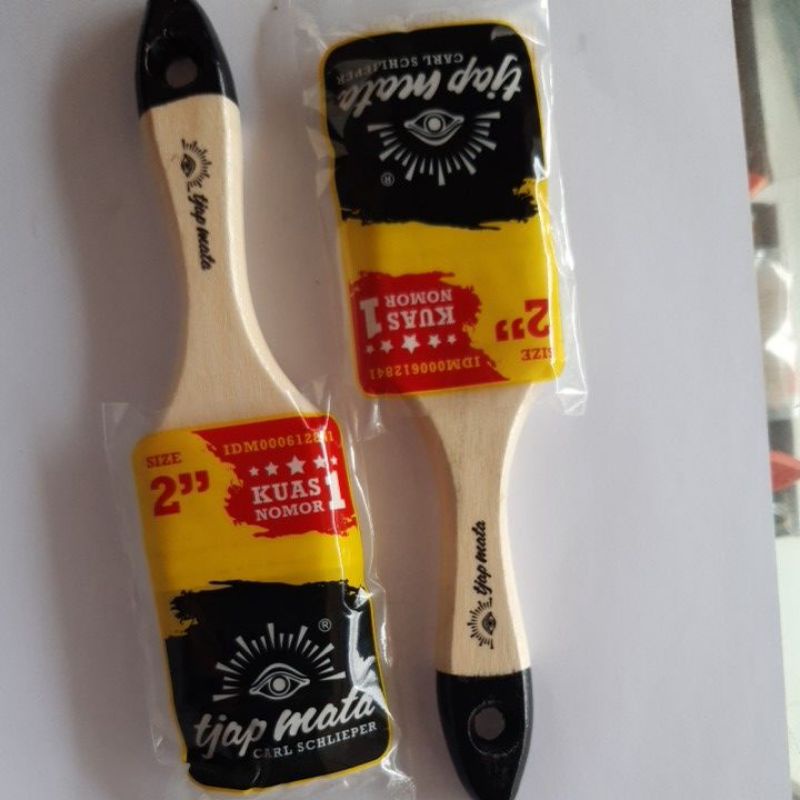 tjap mata
SIZE
2”
IDM000612841
KUAS
NOMOR 1
®
tjap mata
CARL SCHLIEPER
tjap mata
CARL SCHLIEPER
®
KUAS
NOMOR 1
2”
SIZE
IDM000612841
tjap mata